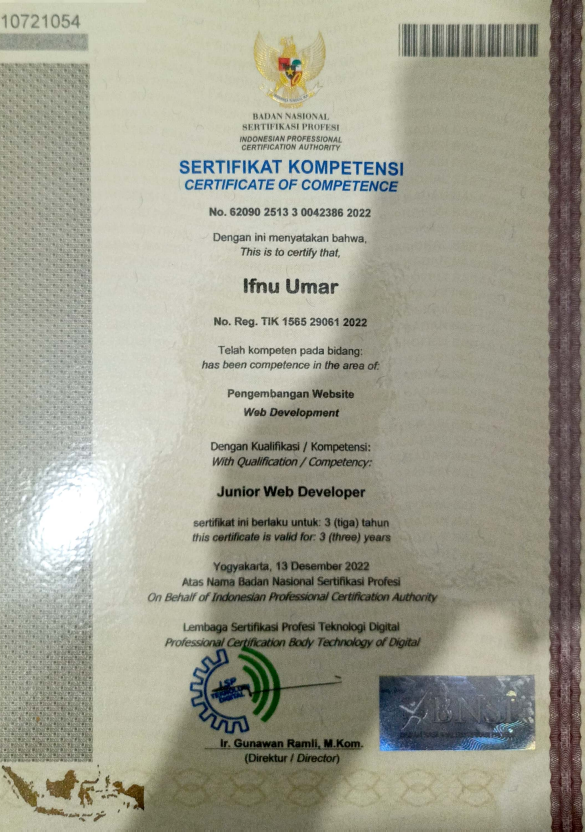 10721054
BADAN NASIONAL
SERTIFIKASI PROFESI
INDONESIAN PROFESSIONAL
CERTIFICATION AUTHORITY
SERTIFIKAT KOMPETENSI
CERTIFICATE OF COMPETENCE
No. 62090 2513 3 0042386 2022
Dengan ini menyatakan bahwa,
This is to certify that,
Ifnu Umar
No. Reg. TIK 1565 29061 2022
Telah kompeten pada bidang:
has been competence in the area of:
Pengembangan Website
Web Development
Dengan Kualifikasi / Kompetensi:
With Qualification / Competency:
Junior Web Developer
sertifikat ini berlaku untuk: 3 (tiga) tahun
this certificate is valid for: 3 (three) years
Yogyakarta, 13 Desember 2022
Atas Nama Badan Nasional Sertifikasi Profesi
On Behalf of Indonesian Professional Certification Authority
Lembaga Sertifikasi Profesi Teknologi Digital
Professional Certification Body Technology of Digital
LSP
TEKNOLOGI
DIGITAL
Ir. Gunawan Ramli, M.Kom.
(Direktur / Director)